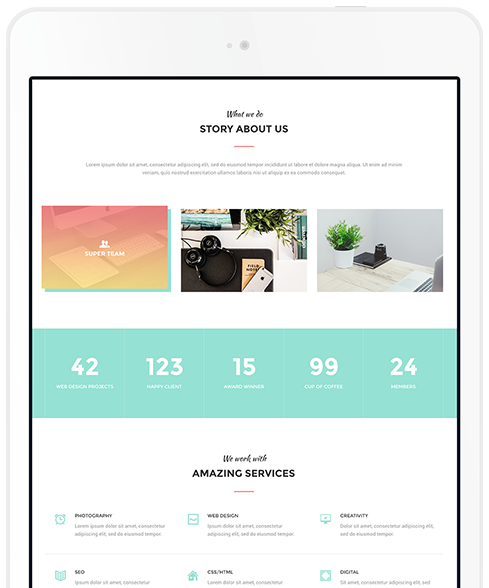 What we do
STORY ABOUT US
Lorem ipsum dolor sit amet, consectetur adipiscing elit, sed do eiusmod tempor incididunt ut labore et dolore magna aliqua. Ut enim ad minim
veniam, quis nostrud exercitation ullamco laboris nisi ut aliquip ex ea commodo consequat.
SUPER TEAM
FIELD NOTES
42 123 15 99 24
WEB DESIGN PROJECTS HAPPY CLIENT AWARD WINNER CUP OF COFFEE MEMBERS
We work with
AMAZING SERVICES
PHOTOGRAPHY WEB DESIGN CREATIVITY
Lorem ipsum dolor sit amet, consectetur Lorem ipsum dolor sit amet, consectetur Dolor sit amet, consectetur adipiscing elit,
adipiscing elit, sed do eiusmod tempor. adipiscing elit, sed do eiusmod tempor. sed do eiusmod tempor.
SEO CSS/HTML DIGITAL
Lorem ipsum dolor sit amet, consectetur Lorem ipsum dolor sit amet, consectetur Lorem ipsum dolor sit amet, consectetur